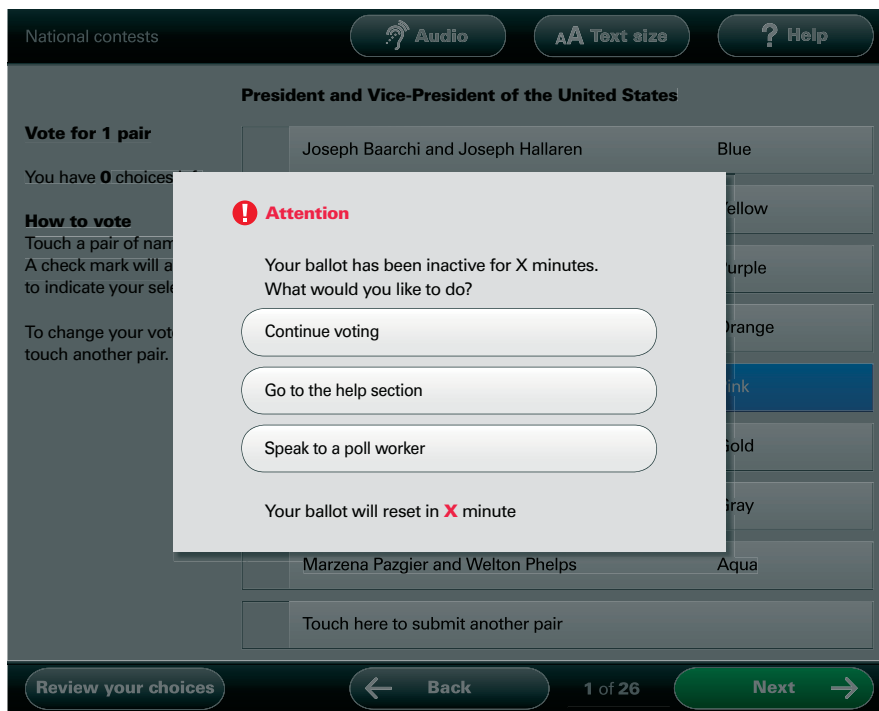 National contests
Audio
AA Text size
? Help
President and Vice-President of the United States
Vote for 1 pair
You have 0 choices
How to vote
Touch a pair of
A check mark will
to indicate your
To change your
touch another pair.
Joseph Baarchi and Joseph Hallaren Blue
! Attention
Your ballot has been inactive for X minutes.
What would you like to do?
Continue voting
Go to the help section
Speak to a poll worker
Your ballot will reset in X minute
Marzena Pazgier and Welton Phelps Aqua
Touch here to submit another pair
Review your choices
Back
1 of 26
Next